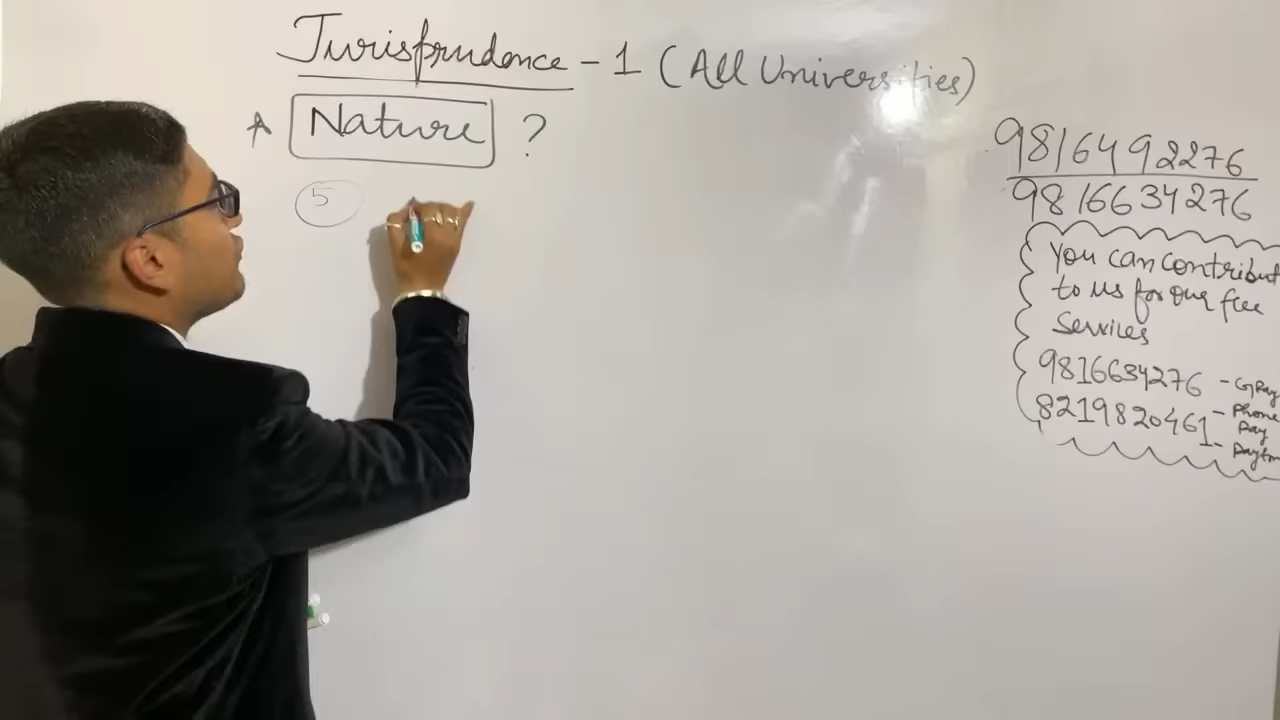 Jurisprudence - 1 (All Universities)
Nature ?
5
9816492276
9816634276
You can contribut
to us for our free
Services
9816634276 - GPay
8219820461 - Phone
Pay
- Paytm